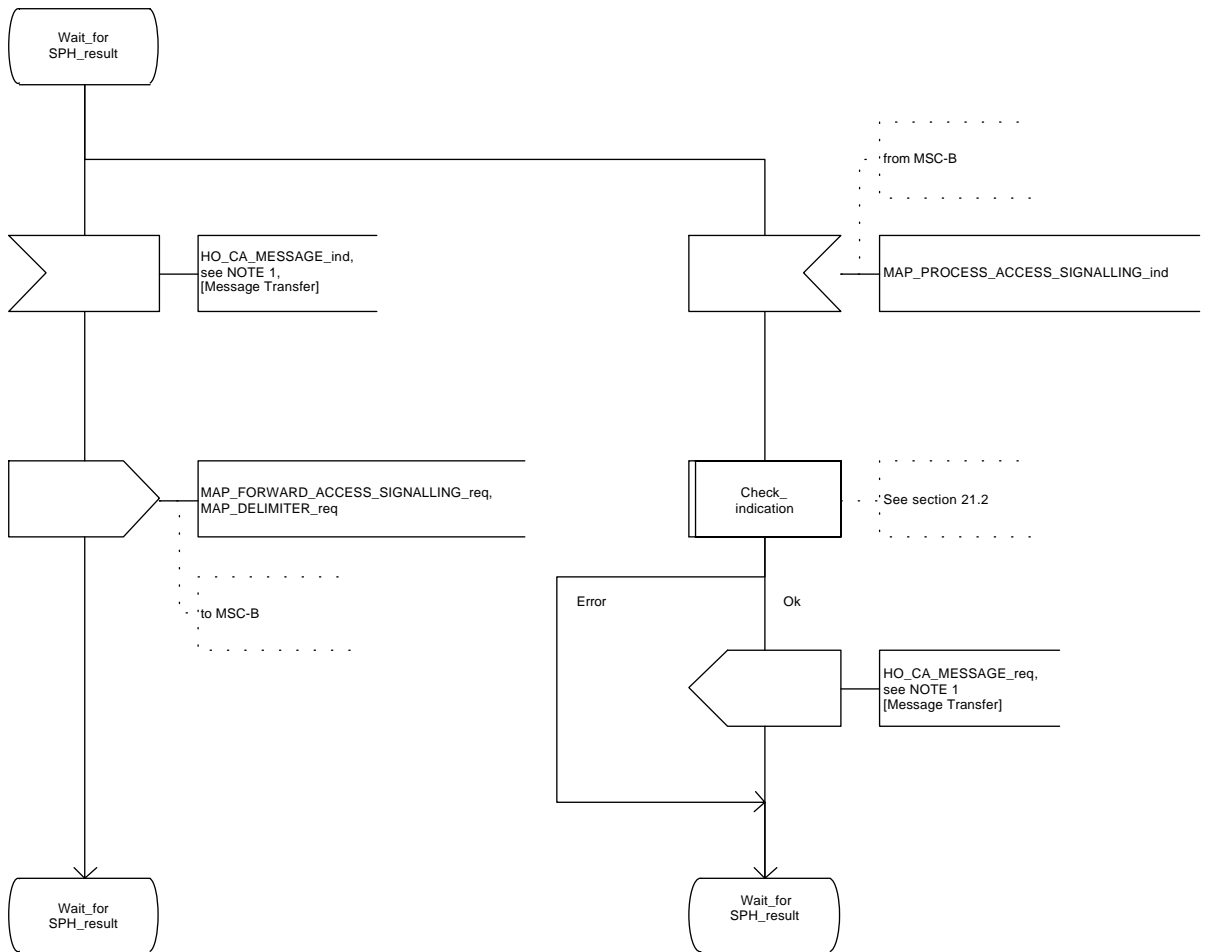 Wait_for
SPH_result
from MSC-B
HO_CA_MESSAGE_ind,
see NOTE 1,
[Message Transfer]
MAP_PROCESS_ACCESS_SIGNALLING_ind
MAP_FORWARD_ACCESS_SIGNALLING_req,
MAP_DELIMITER_req
Check_
indication
See section 21.2
to MSC-B
Error
Ok
HO_CA_MESSAGE_req,
see NOTE 1
[Message Transfer]
Wait_for
SPH_result
Wait_for
SPH_result